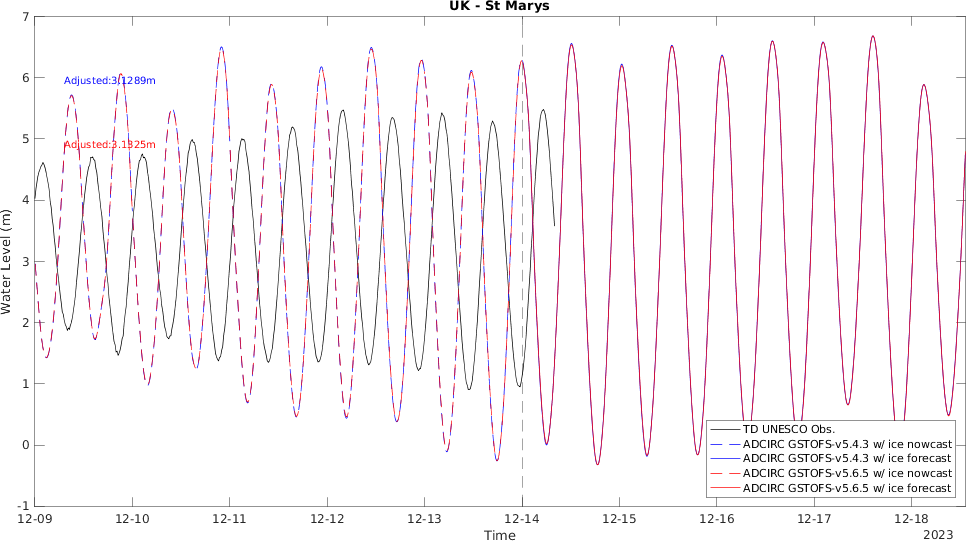 UK - St Marys
7
6
5
4
3
2
1
0
-1
Water Level (m)
Adjusted:3.1289m
Adjusted:3.1325m
TD UNESCO Obs.
ADCIRC GSTOFS-v5.4.3 w/ ice nowcast
ADCIRC GSTOFS-v5.4.3 w/ ice forecast
ADCIRC GSTOFS-v5.6.5 w/ ice nowcast
ADCIRC GSTOFS-v5.6.5 w/ ice forecast
12-09 12-10 12-11 12-12 12-13 12-14 12-15 12-16 12-17 12-18
Time
2023